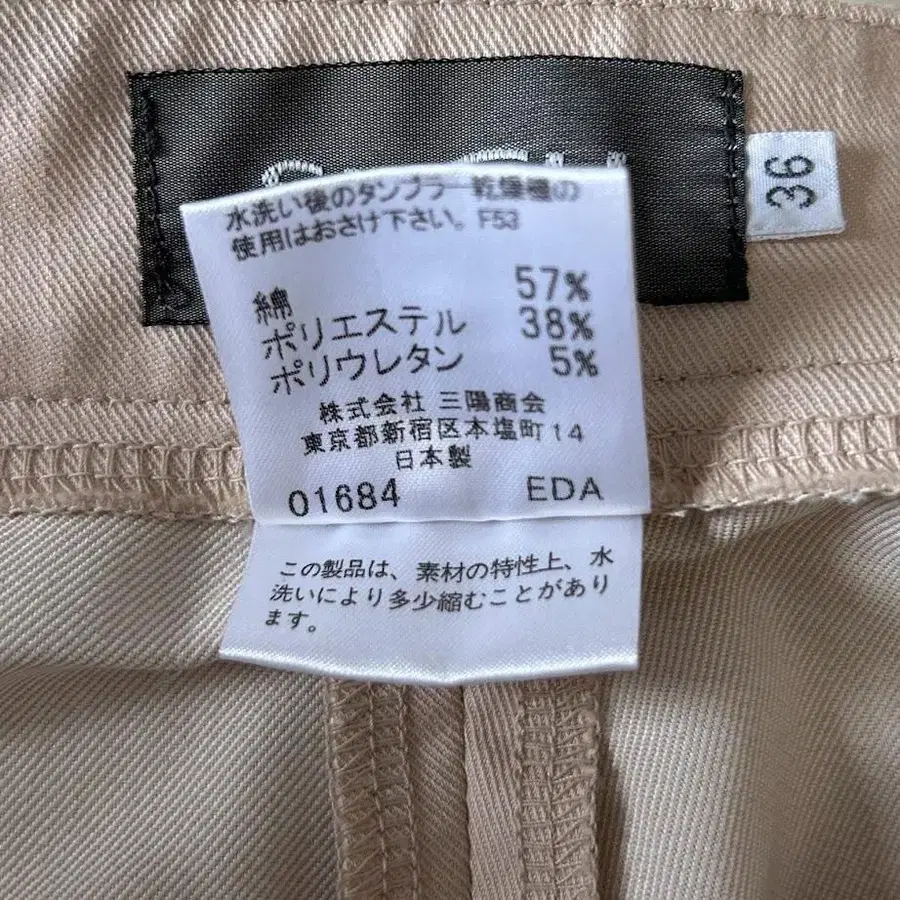 36
水洗い後のタンブラー乾燥機の
使用はおさけ下さい。F53
綿 57%
ポリエステル 38%
ポリウレタン 5%
株式会社 三陽商会
東京都新宿区本塩町14
日本製
01684 EDA
この製品は、素材の特性上、水
洗いにより多少縮むことがあり
ます。